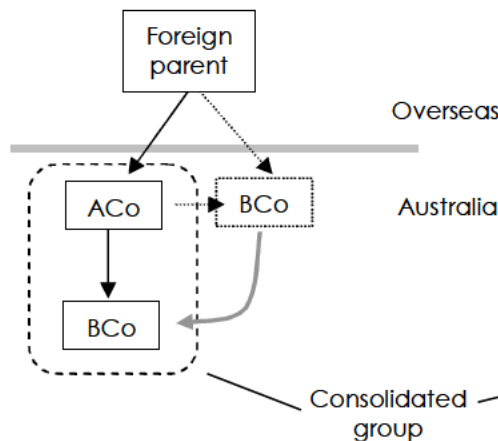 Foreign
parent
Overseas
ACo
BCo
Australia
BCo
Consolidated
group